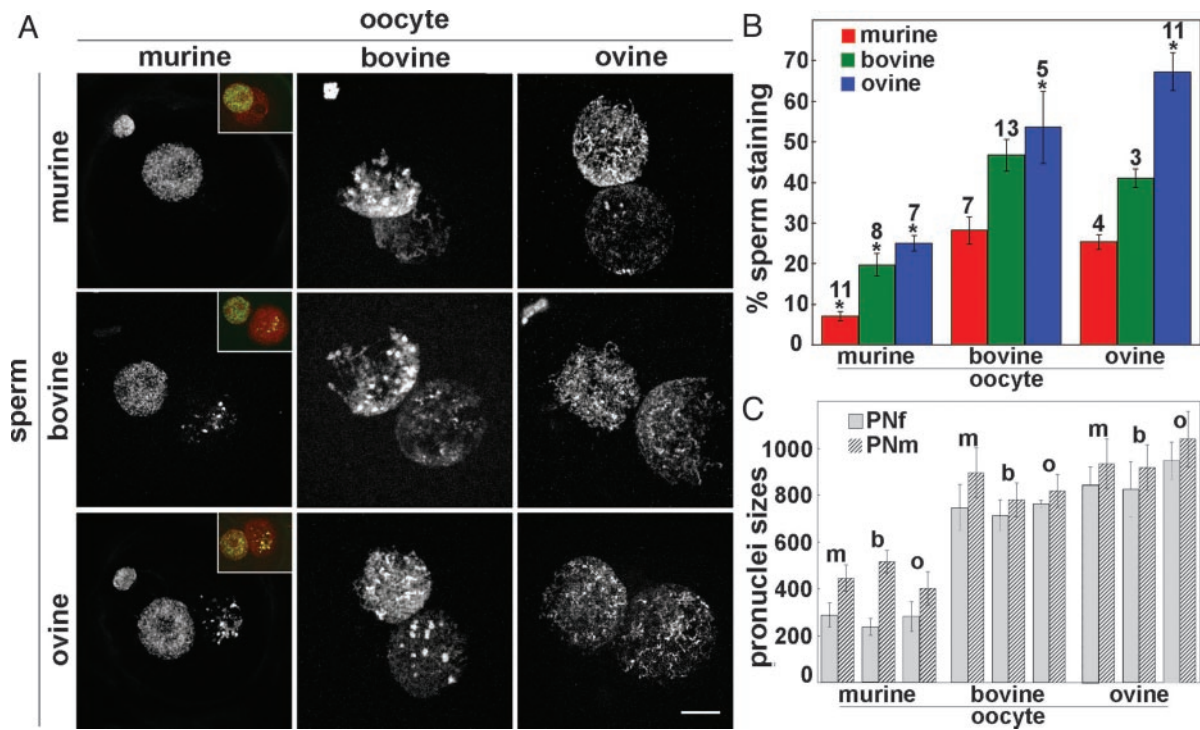 A
oocyte
murine bovine ovine
sperm
murine
bovine
ovine
B
% sperm staining
70
60
50
40
30
20
10
0
murine
bovine
ovine
11
*
8
*
7
*
7
13
5
*
4
3
11
*
murine bovine ovine
oocyte
C
pronuclei sizes
1000
800
600
400
200
0
PNf
PNm
m b o m b o m b o
murine bovine ovine
oocyte